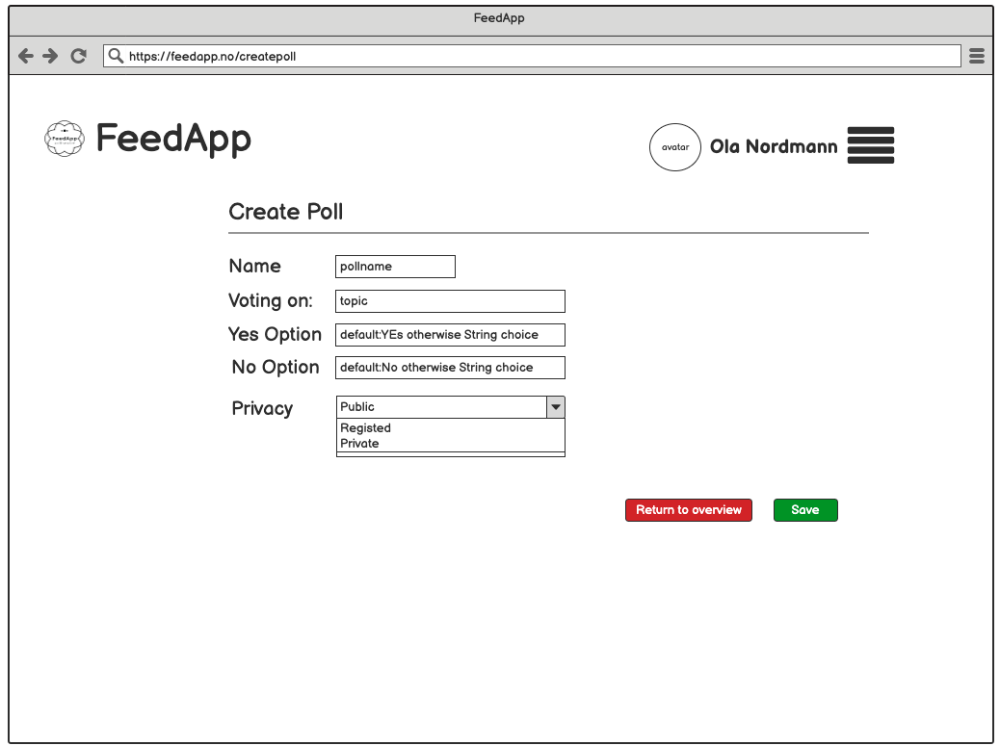 FeedApp
https://feedapp.no/createpoll
FeedApp
FeedApp
avatar
Ola Nordmann
Create Poll
Name pollname
Voting on: topic
Yes Option default:YEs otherwise String choice
No Option default:No otherwise String choice
Privacy Public
Registed
Private
Return to overview Save